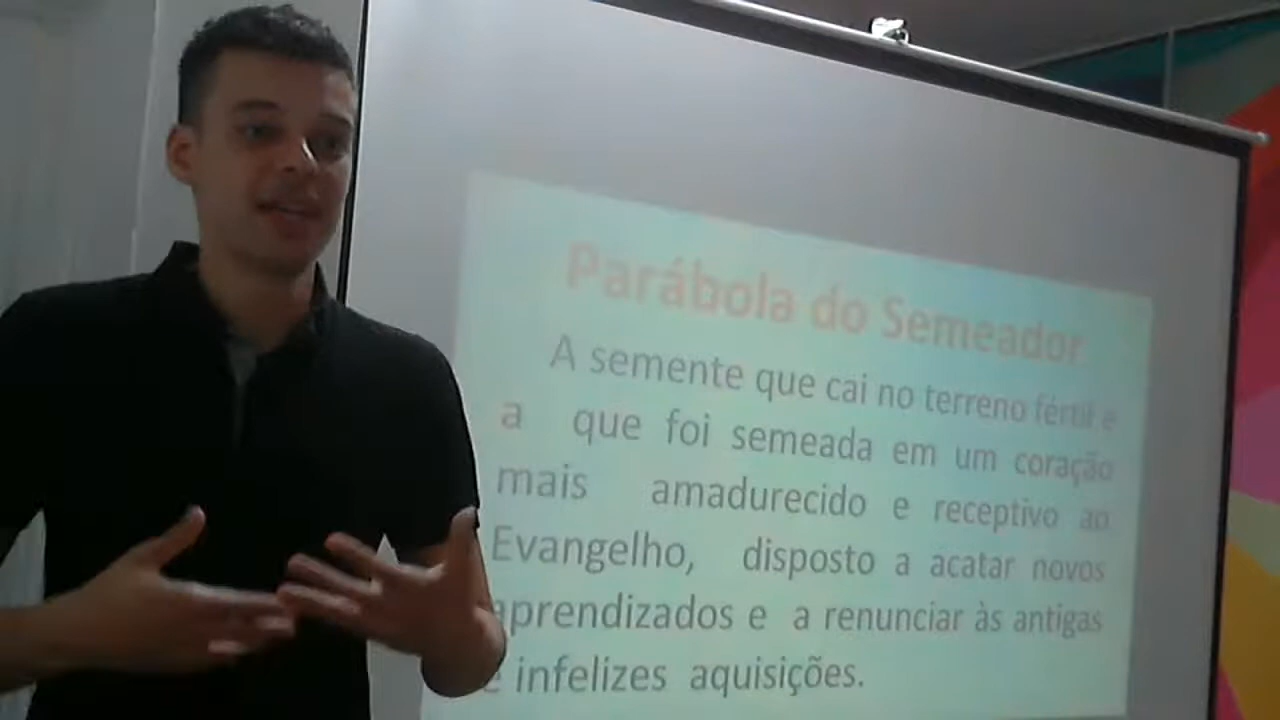 Parábola do Semeador
A semente que cai no terreno fértil é
a que foi semeada em um coração
mais amadurecido e receptivo ao
Evangelho, disposto a acatar novos
aprendizados e a renunciar às antigas
e infelizes aquisições.